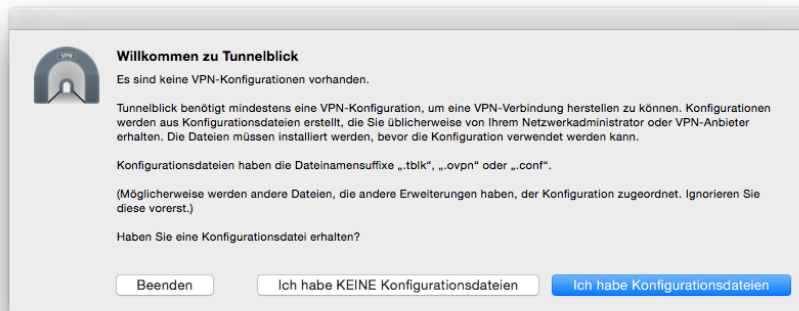 VPN
Willkommen zu Tunnelblick
Es sind keine VPN-Konfigurationen vorhanden.
Tunnelblick benötigt mindestens eine VPN-Konfiguration, um eine VPN-Verbindung herstellen zu können. Konfigurationen
werden aus Konfigurationsdateien erstellt, die Sie üblicherweise von Ihrem Netzwerkadministrator oder VPN-Anbieter
erhalten. Die Dateien müssen installiert werden, bevor die Konfiguration verwendet werden kann.
Konfigurationsdateien haben die Dateinamensuffixe „.tblk“, „.ovpn“ oder „.conf“.
(Möglicherweise werden andere Dateien, die andere Erweiterungen haben, der Konfiguration zugeordnet. Ignorieren Sie
diese vorerst.)
Haben Sie eine Konfigurationsdatei erhalten?
Beenden
Ich habe KEINE Konfigurationsdateien
Ich habe Konfigurationsdateien